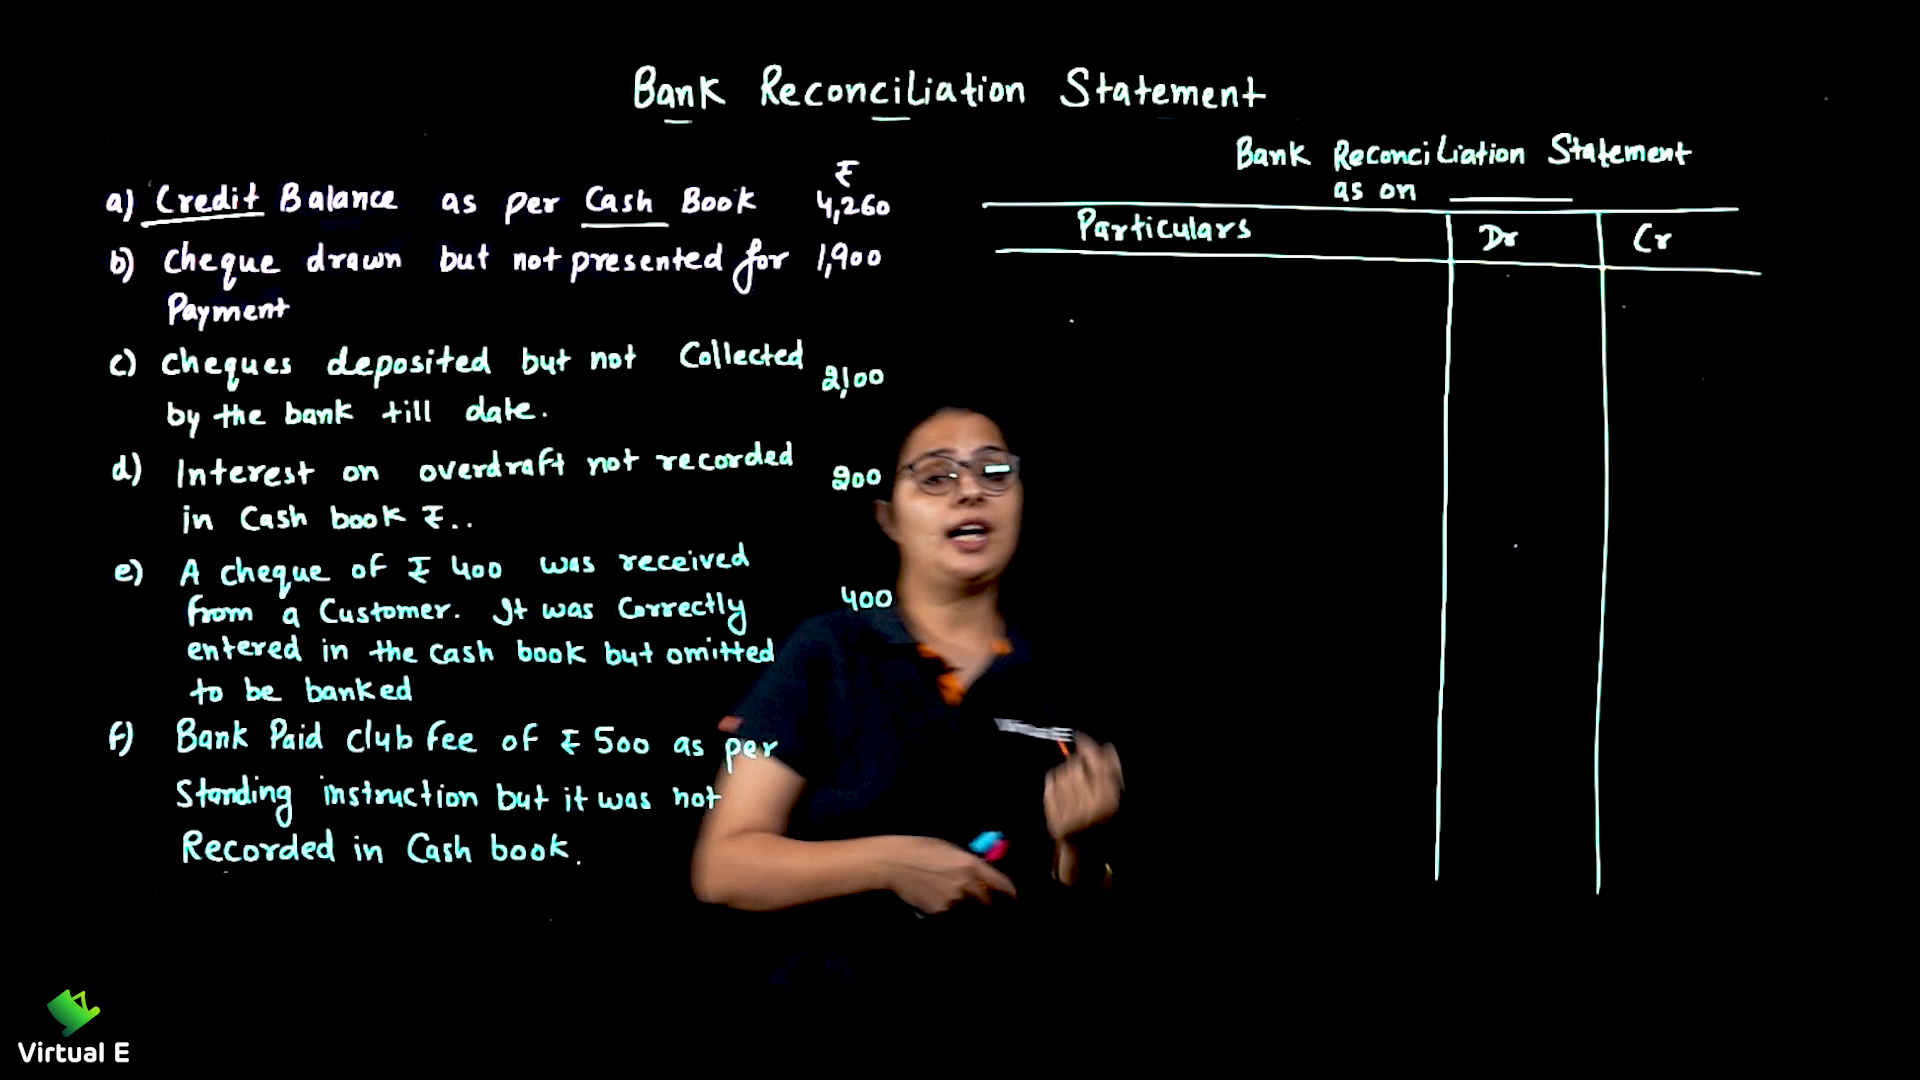 Bank Reconciliation Statement
₹
a) Credit Balance as per Cash Book 4,260
b) Cheque drawn but not presented for 1,900
Payment
c) Cheques deposited but not Collected
2,100
by the bank till date.
d) Interest on overdraft not recorded
200
in Cash book ₹..
e) A cheque of ₹ 400 was received
400
from a Customer. It was Correctly
entered in the cash book but omitted
to be banked
f) Bank Paid club fee of ₹ 500 as per
Standing instruction but it was not
Recorded in Cash book.
Bank Reconciliation Statement
as on
Particulars Dr Cr
Virtual E